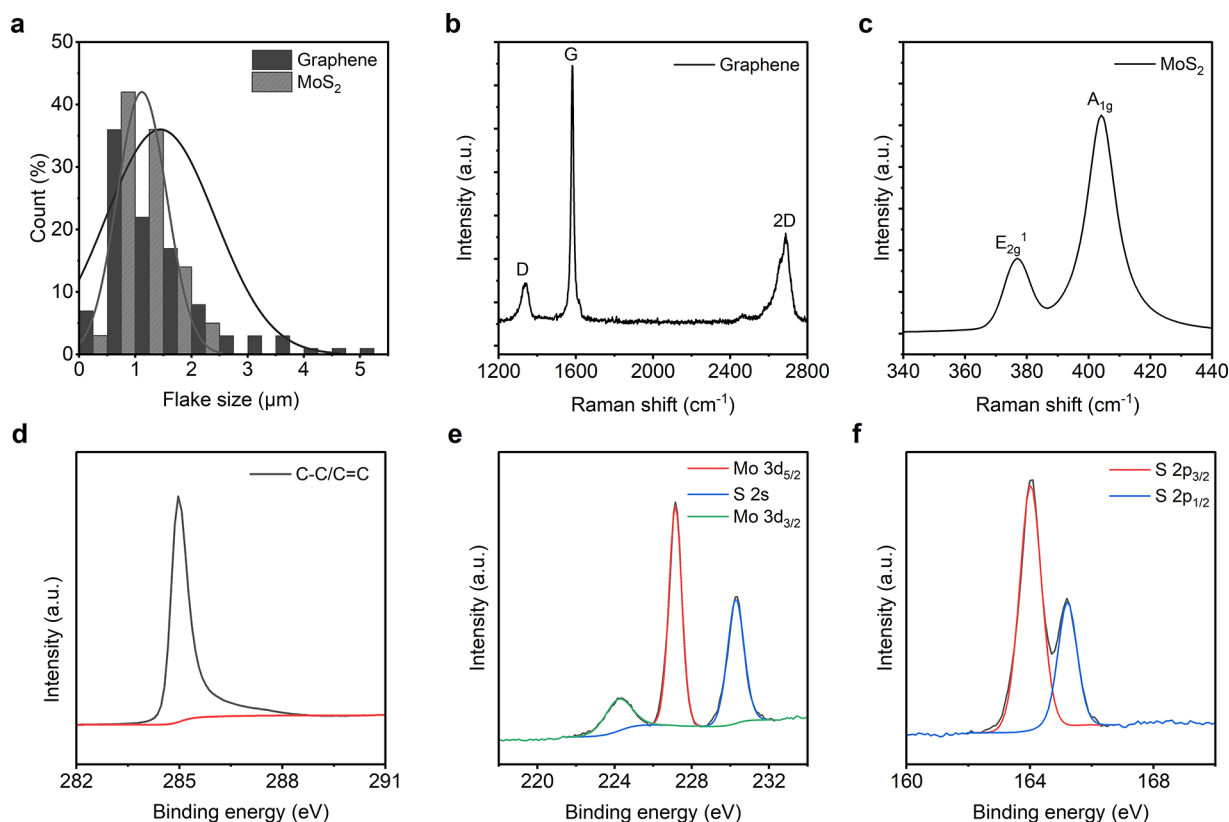 a
50
40
30
20
10
0
Count (%)
Graphene
MoS₂
0 1 2 3 4 5
Flake size (µm)
b
G
Graphene
D
2D
Intensity (a.u.)
1200 1600 2000 2400 2800
Raman shift (cm⁻¹)
c
MoS₂
A₁g
E₂g¹
Intensity (a.u.)
340 360 380 400 420 440
Raman shift (cm⁻¹)
d
C-C/C=C
Intensity (a.u.)
282 285 288 291
Binding energy (eV)
e
Mo 3d₅/₂
S 2s
Mo 3d₃/₂
Intensity (a.u.)
220 224 228 232
Binding energy (eV)
f
S 2p₃/₂
S 2p₁/₂
Intensity (a.u.)
160 164 168
Binding energy (eV)